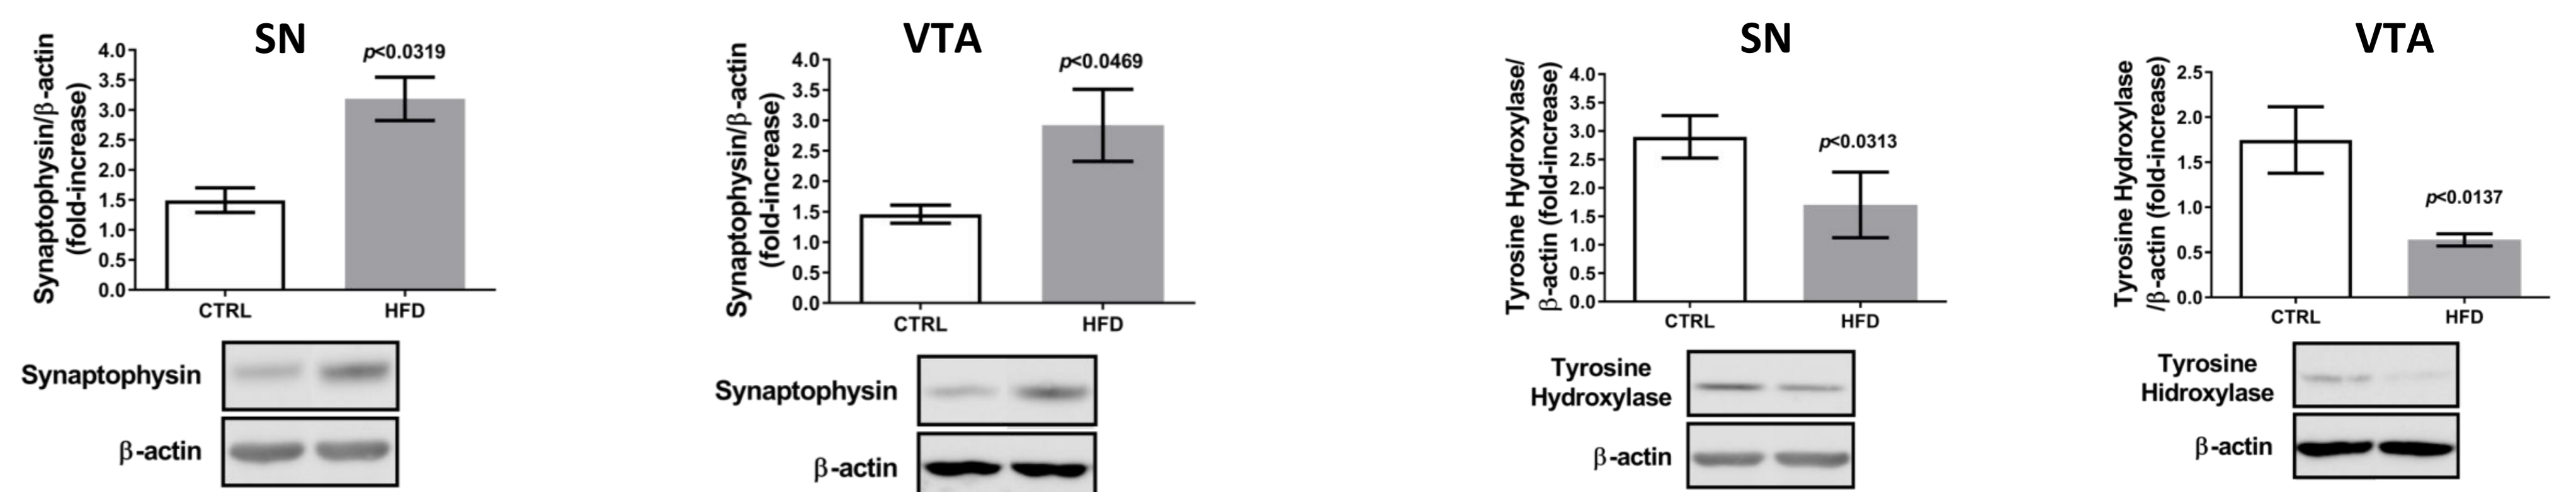 SN
Synaptophysin/β-actin
(fold-increase)
4.0
3.5
3.0
2.5
2.0
1.5
1.0
0.5
0.0
p<0.0319
CTRL
HFD
Synaptophysin
β-actin
VTA
Synaptophysin/β-actin
(fold-increase)
4.0
3.5
3.0
2.5
2.0
1.5
1.0
0.5
0.0
p<0.0469
CTRL
HFD
Synaptophysin
β-actin
SN
Tyrosine Hydroxylase/
β-actin (fold-increase)
4.0
3.5
3.0
2.5
2.0
1.5
1.0
0.5
0.0
p<0.0313
CTRL
HFD
Tyrosine
Hydroxylase
β-actin
VTA
Tyrosine Hydroxylase
/β-actin (fold-increase)
2.5
2.0
1.5
1.0
0.5
0.0
p<0.0137
CTRL
HFD
Tyrosine
Hidroxylase
β-actin